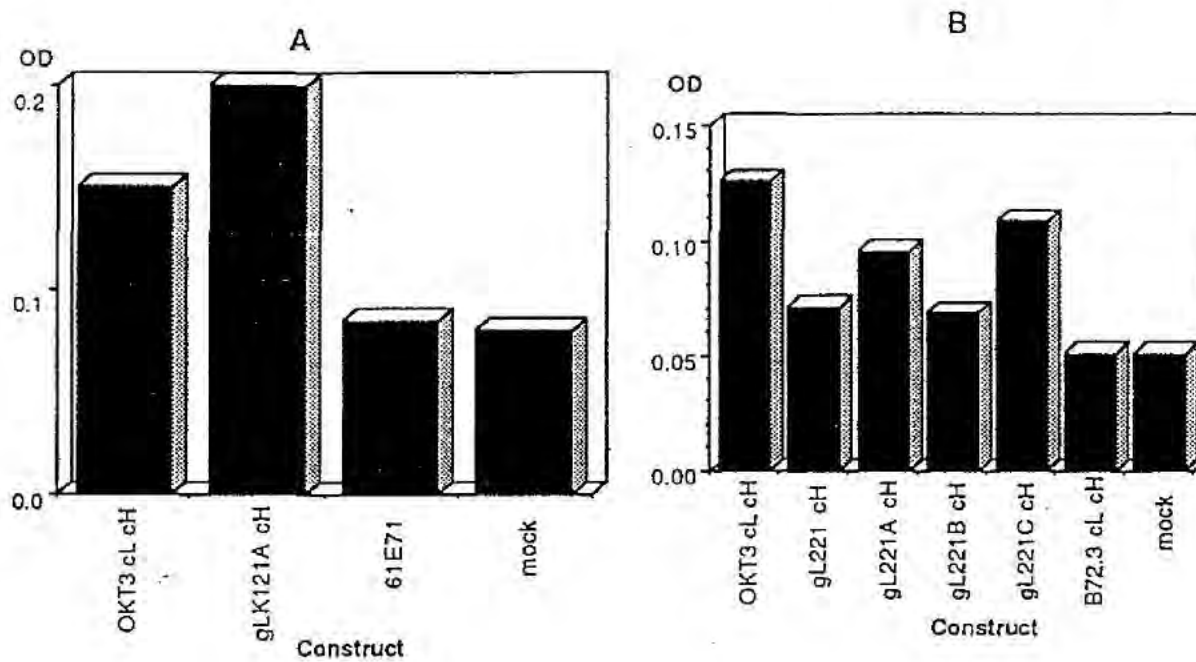 A
OD
0.2
0.1
0.0
OKT3 cL cH
gLK121A cH
61E71
mock
Construct
B
OD
0.15
0.10
0.05
0.00
OKT3 cL cH
gL221 cH
gL221A cH
gL221B cH
gL221C cH
B72.3 cL cH
mock
Construct